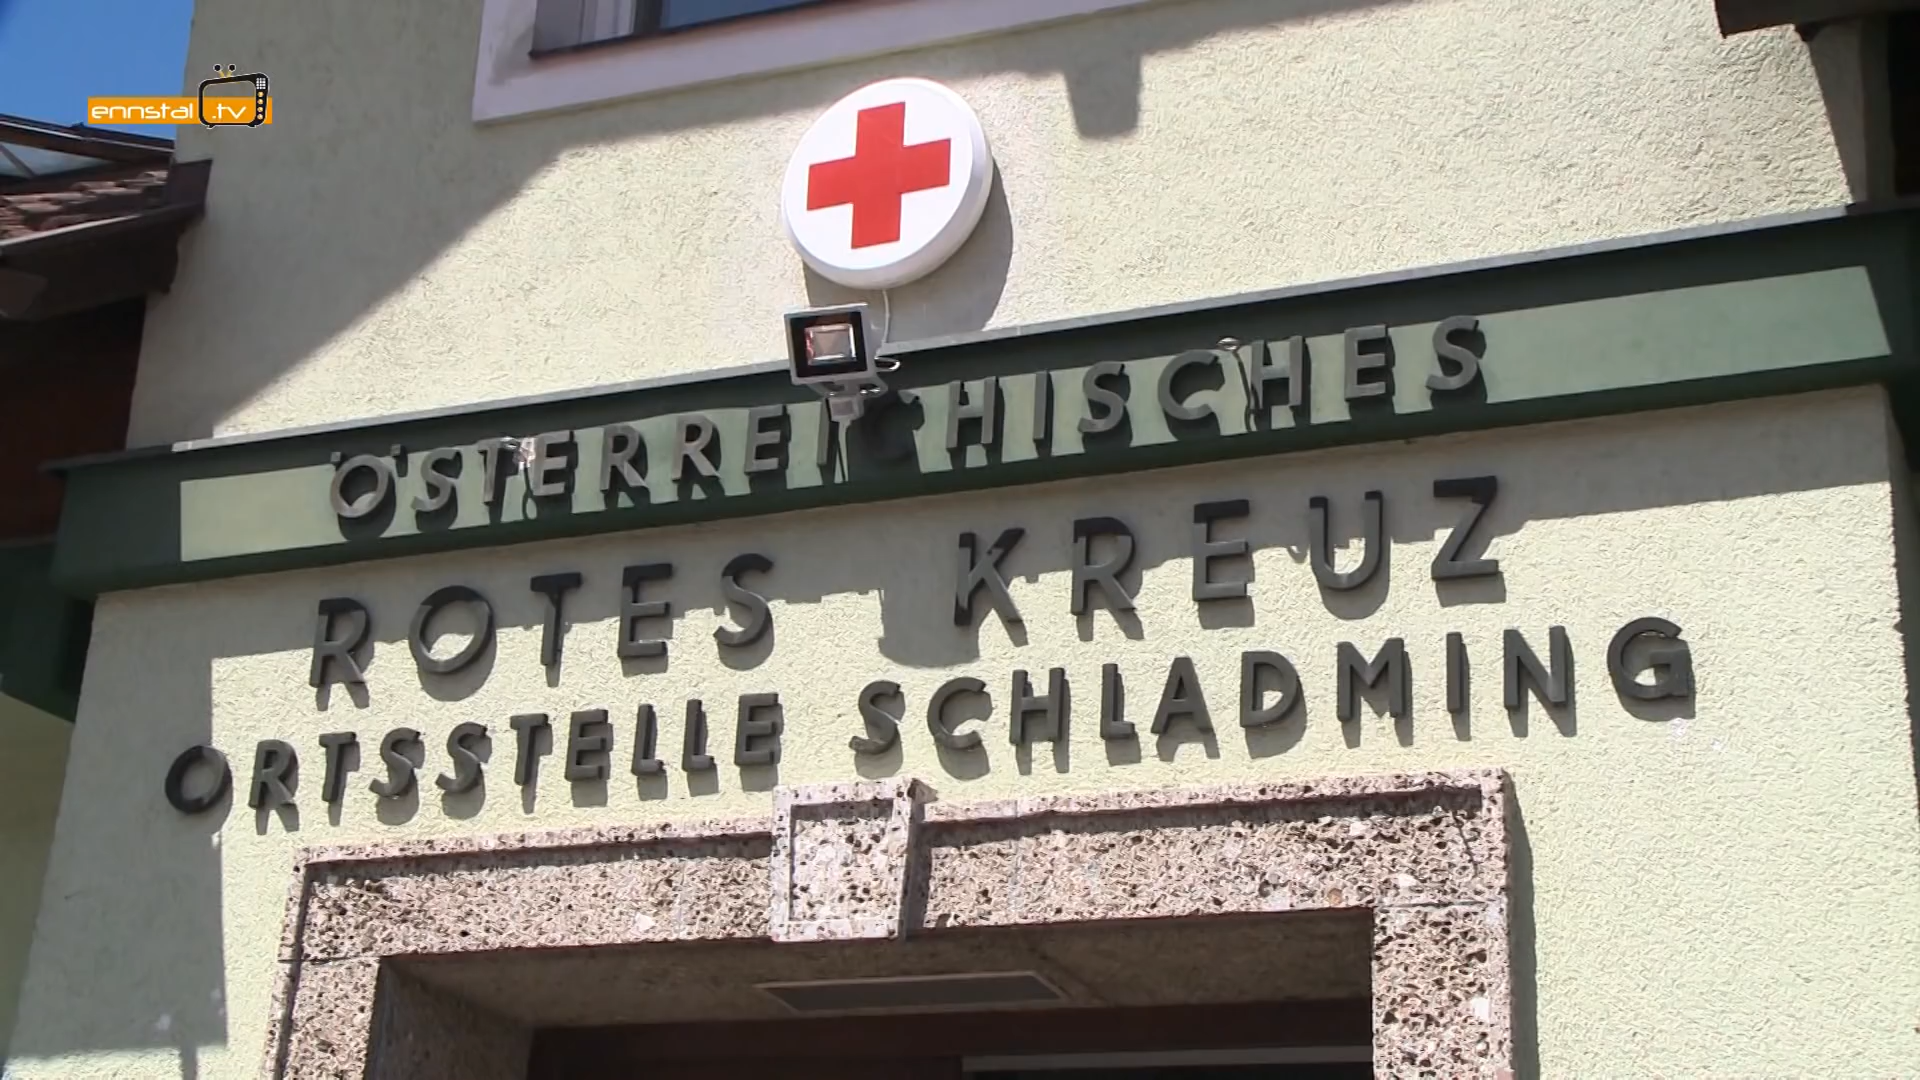 ennstal .tv
ÖSTERREICHISCHES
ROTES KREUZ
ORTSSTELLE SCHLADMING